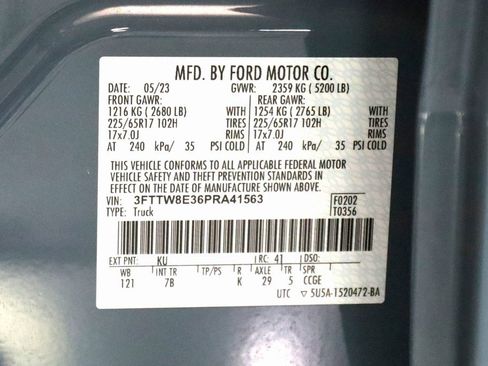 MFD. BY FORD MOTOR CO.
DATE: 05/23 GVWR: 2359 KG ( 5200 LB)
FRONT GAWR: REAR GAWR:
1216 KG (2680 LB) WITH 1254 KG ( 2765 LB) WITH
225/65R17 102H TIRES 225/65R17 102H TIRES
17x7.0J RIMS 17x7.0J RIMS
AT 240 kPa/ 35 PSI COLD AT 240 kPa/ 35 PSI COLD
THIS VEHICLE CONFORMS TO ALL APPLICABLE FEDERAL MOTOR
VEHICLE SAFETY AND THEFT PREVENTION STANDARDS IN
EFFECT ON THE DATE OF MANUFACTURE SHOWN ABOVE.
VIN: 3FTTW8E36PRA41563 F0202
TYPE: Truck T0356
EXT PNT: KU RC: 41 DSO:
WB INT TR TP/PS R AXLE TR SPR
121 7B K 29 5 CCGE
UTC ▽5U5A-1520472-BA